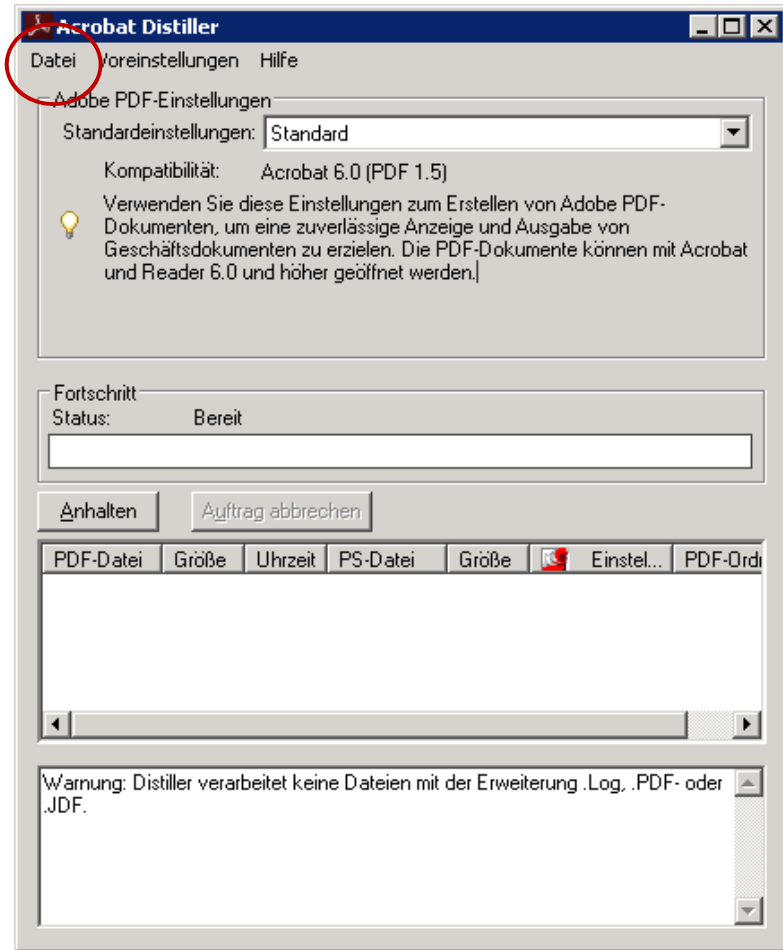 Acrobat Distiller
Datei Voreinstellungen Hilfe
Adobe PDF-Einstellungen
Standardeinstellungen: Standard
Kompatibilität: Acrobat 6.0 (PDF 1.5)
Verwenden Sie diese Einstellungen zum Erstellen von Adobe PDF-
Dokumenten, um eine zuverlässige Anzeige und Ausgabe von
Geschäftsdokumenten zu erzielen. Die PDF-Dokumente können mit Acrobat
und Reader 6.0 und höher geöffnet werden.
Fortschritt
Status: Bereit
Anhalten Auftrag abbrechen
PDF-Datei Größe Uhrzeit PS-Datei Größe Einstel... PDF-Ord
Warnung: Distiller verarbeitet keine Dateien mit der Erweiterung .Log, .PDF- oder
.JDF.